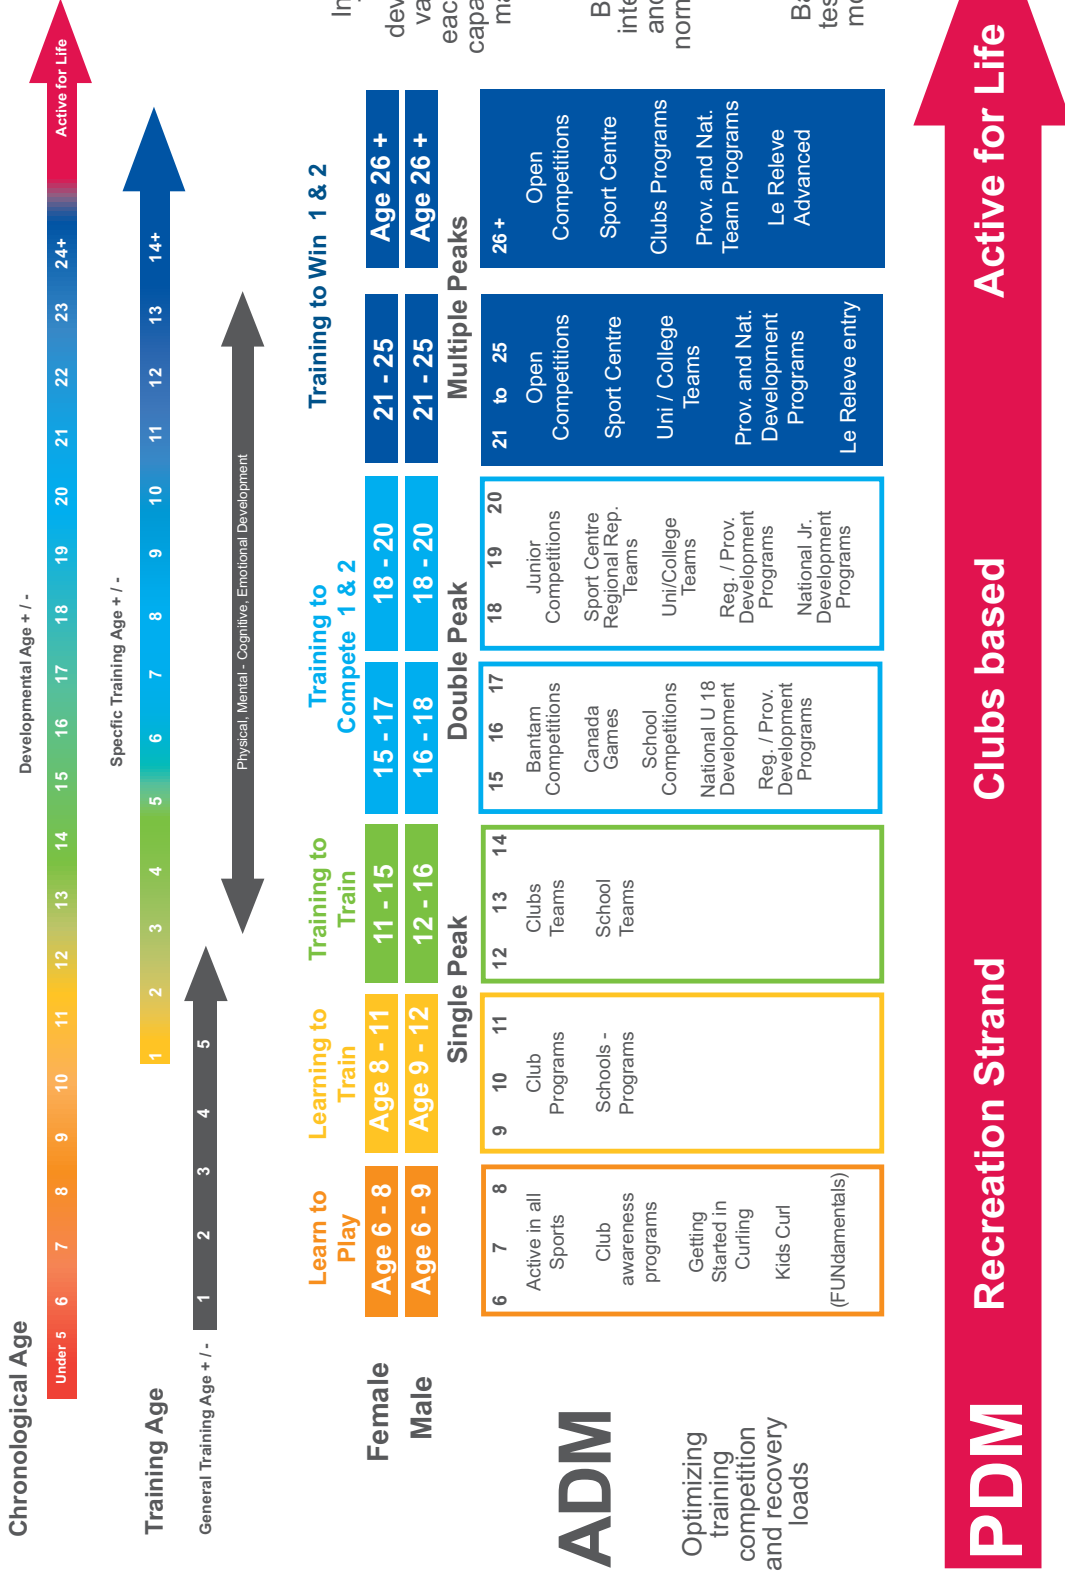 Chronological Age
Under 5 6 7 8 9 10 11 12 13 14 15 16 17 18 19 20 21 22 23 24+ Active for Life
Developmental Age + / -
Training Age
1 2 3 4 5 6 7 8 9 10 11 12 13 14+
Specfic Training Age + / -
General Training Age + / -
1 2 3 4 5
Physical, Mental - Cognitive, Emotional Development
Learn to
Play
Learning to
Train
Training to
Train
Training to
Compete 1 & 2
Training to Win 1 & 2
Female
Age 6 - 8
Age 8 - 11
11 - 15
15 - 17
18 - 20
21 - 25
Age 26 +
Male
Age 6 - 9
Age 9 - 12
12 - 16
16 - 18
18 - 20
21 - 25
Age 26 +
Single Peak
Double Peak
Multiple Peaks
ADM
Optimizing
training
competition
and recovery
loads
6 7 8
Active in all
Sports
Club
awareness
programs
Getting
Started in
Curling
Kids Curl
(FUNdamentals)
9 10 11
Club
Programs
Schools -
Programs
12 13 14
Clubs
Teams
School
Teams
15 16 17
Bantam
Competitions
Canada
Games
School
Competitions
National U 18
Development
Reg. / Prov.
Development
Programs
18 19 20
Junior
Competitions
Sport Centre
Regional Rep.
Teams
Uni/College
Teams
Reg. / Prov.
Development
Programs
National Jr.
Development
Programs
21 to 25
Open
Competitions
Sport Centre
Uni / College
Teams
Prov. and Nat.
Development
Programs
Le Releve entry
26 +
Open
Competitions
Sport Centre
Clubs Programs
Prov. and Nat.
Team Programs
Le Releve
Advanced
PDM Recreation Strand Clubs based Active for Life